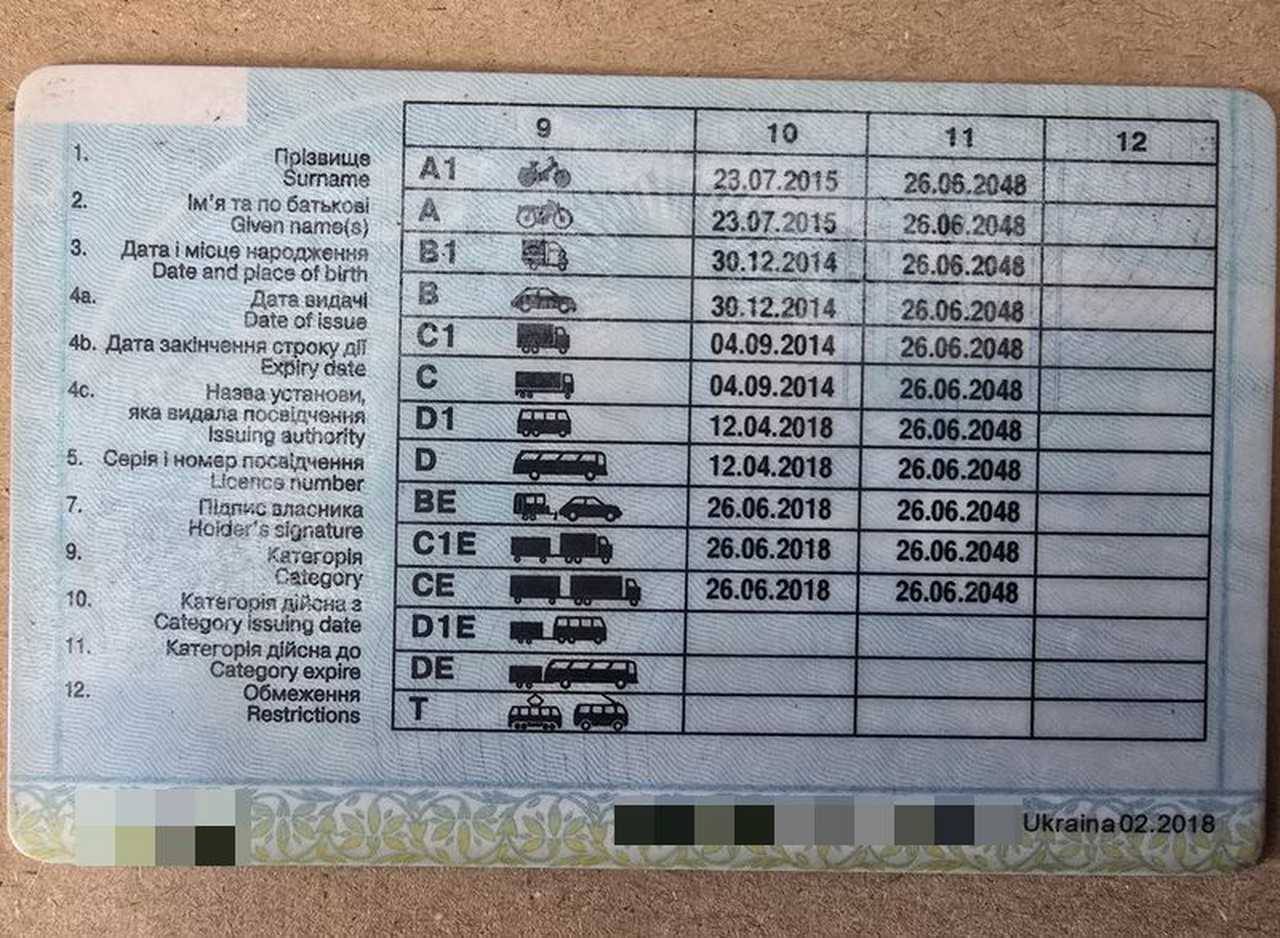 1. Прізвище
Surname
2. Ім'я та по батькові
Given name(s)
3. Дата і місце народження
Date and place of birth
4a. Дата видачі
Date of issue
4b. Дата закінчення строку дії
Expiry date
4c. Назва установи,
яка видала посвідчення
Issuing authority
5. Серія і номер посвідчення
Licence number
7. Підпис власника
Holder's signature
9. Категорія
Category
10. Категорія дійсна з
Category issuing date
11. Категорія дійсна до
Category expire
12. Обмеження
Restrictions
9 10 11 12
A1 23.07.2015 26.06.2048
A 23.07.2015 26.06.2048
B1 30.12.2014 26.06.2048
B 30.12.2014 26.06.2048
C1 04.09.2014 26.06.2048
C 04.09.2014 26.06.2048
D1 12.04.2018 26.06.2048
D 12.04.2018 26.06.2048
BE 26.06.2018 26.06.2048
C1E 26.06.2018 26.06.2048
CE 26.06.2018 26.06.2048
D1E
DE
T
Ukraina 02.2018